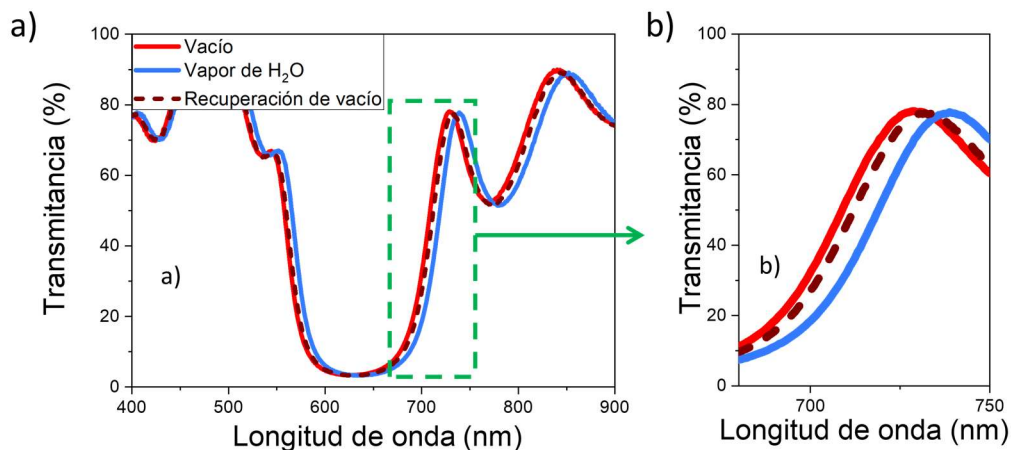 a)
Vacío
Vapor de H₂O
Recuperación de vacío
Transmitancia (%)
100
80
60
40
20
0
a)
400 500 600 700 800 900
Longitud de onda (nm)
b)
Transmitancia (%)
100
80
60
40
20
0
b)
700 750
Longitud de onda (nm)